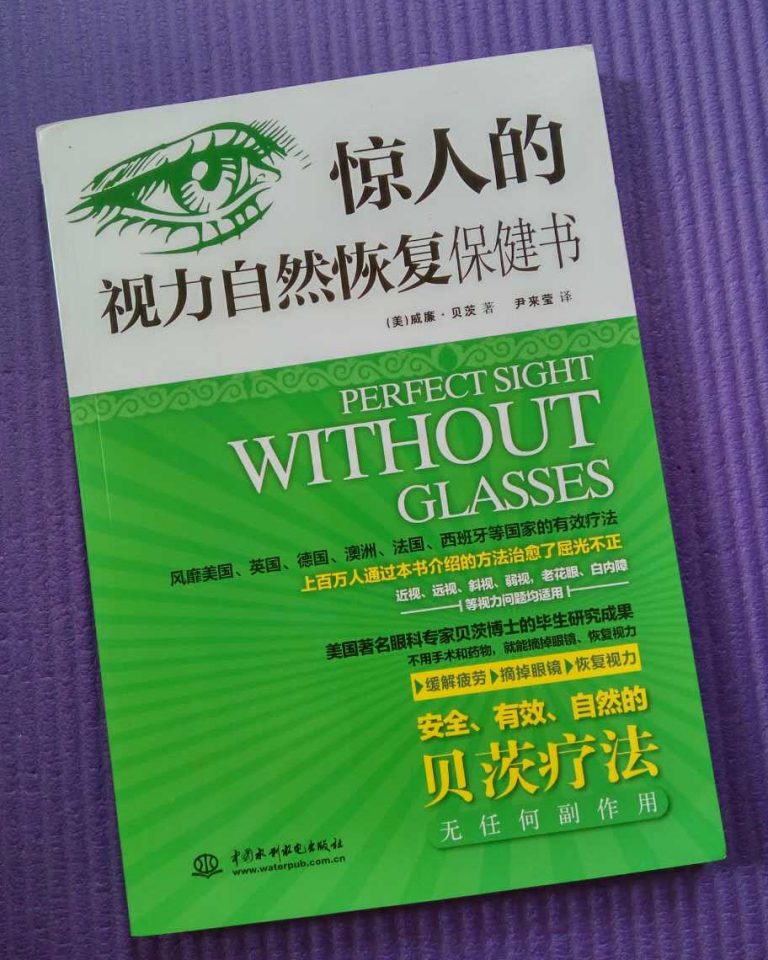 惊人的
视力自然恢复保健书
(美)威廉·贝茨 著 尹来莹 译
PERFECT SIGHT
WITHOUT
GLASSES
风靡美国、英国、德国、澳洲、法国、西班牙等国家的有效疗法
上百万人通过本书介绍的方法治愈了屈光不正
近视、远视、斜视、弱视，老花眼、白内障
等视力问题均适用
美国著名眼科专家贝茨博士的毕生研究成果
不用手术和药物，就能摘掉眼镜、恢复视力
缓解疲劳 摘掉眼镜 恢复视力
安全、有效、自然的
贝茨疗法
无任何副作用
中国水利水电出版社
www.waterpub.com.cn